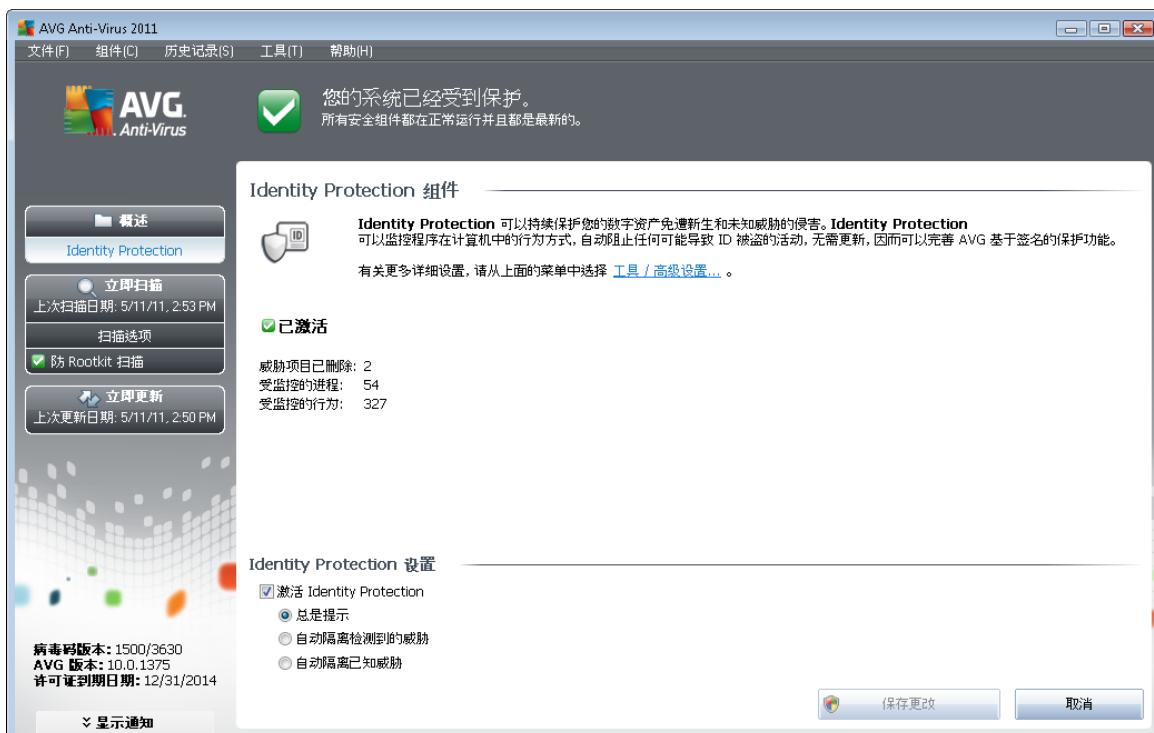 AVG Anti-Virus 2011
文件(F) 组件(C) 历史记录(S) 工具(T) 帮助(H)
AVG.
Anti-Virus
您的系统已经受到保护。
所有安全组件都在正常运行并且都是最新的。
概述
Identity Protection
立即扫描
上次扫描日期: 5/11/11, 2:53 PM
扫描选项
防 Rootkit 扫描
立即更新
上次更新日期: 5/11/11, 2:50 PM
病毒码版本: 1500/3630
AVG 版本: 10.0.1375
许可证到期日期: 12/31/2014
显示通知
Identity Protection 组件
ID
Identity Protection 可以持续保护您的数字资产免遭新生和未知威胁的侵害。Identity Protection
可以监控程序在计算机中的行为方式, 自动阻止任何可能导致 ID 被盗的活动, 无需更新, 因而可以完善 AVG 基于签名的保护功能。
有关更多详细设置, 请从上面的菜单中选择 工具 / 高级设置... 。
已激活
威胁项目已删除: 2
受监控的进程: 54
受监控的行为: 327
Identity Protection 设置
激活 Identity Protection
总是提示
自动隔离检测到的威胁
自动隔离已知威胁
保存更改
取消